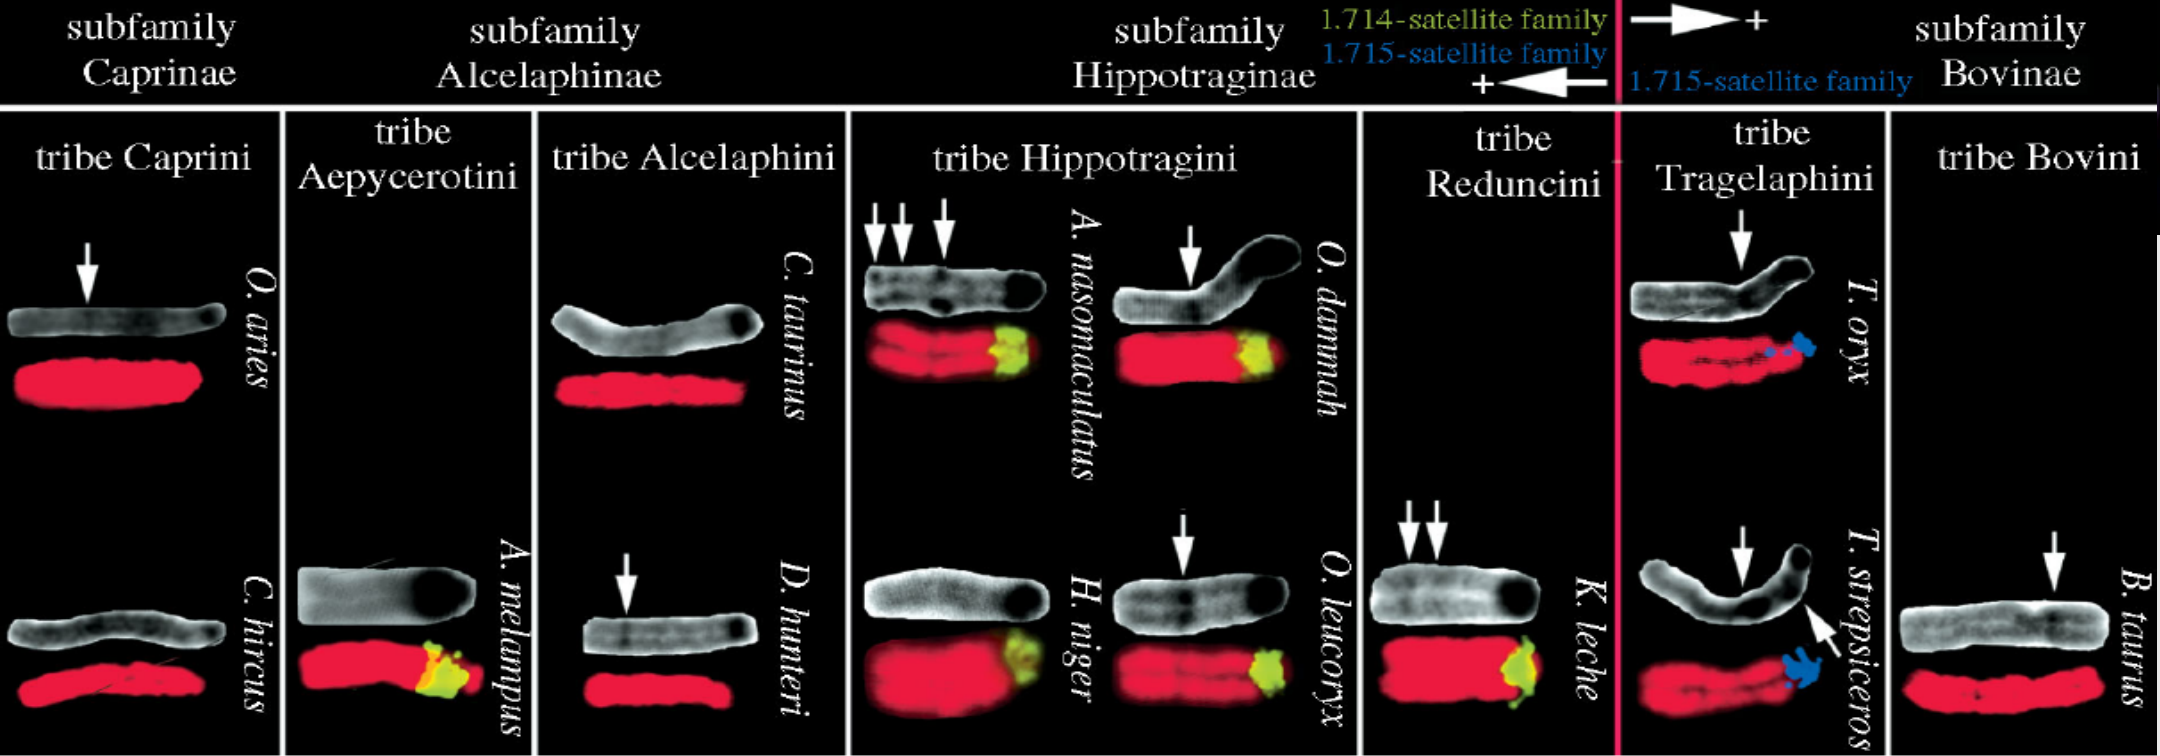 subfamily
Caprinae
subfamily
Alcelaphinae
subfamily
Hippotraginae
1.714-satellite family
1.715-satellite family
+
+
1.715-satellite family
subfamily
Bovinae
tribe Caprini
tribe
Aepycerotini
tribe Alcelaphini
tribe Hippotragini
tribe
Reduncini
tribe
Tragelaphini
tribe Bovini
O. aries
C. taurinus
A. nasomaculatus
O. dammah
T. oryx
C. hircus
A. melampus
D. hunteri
H. niger
O. leucoryx
K. leche
T. strepsiceros
B. taurus